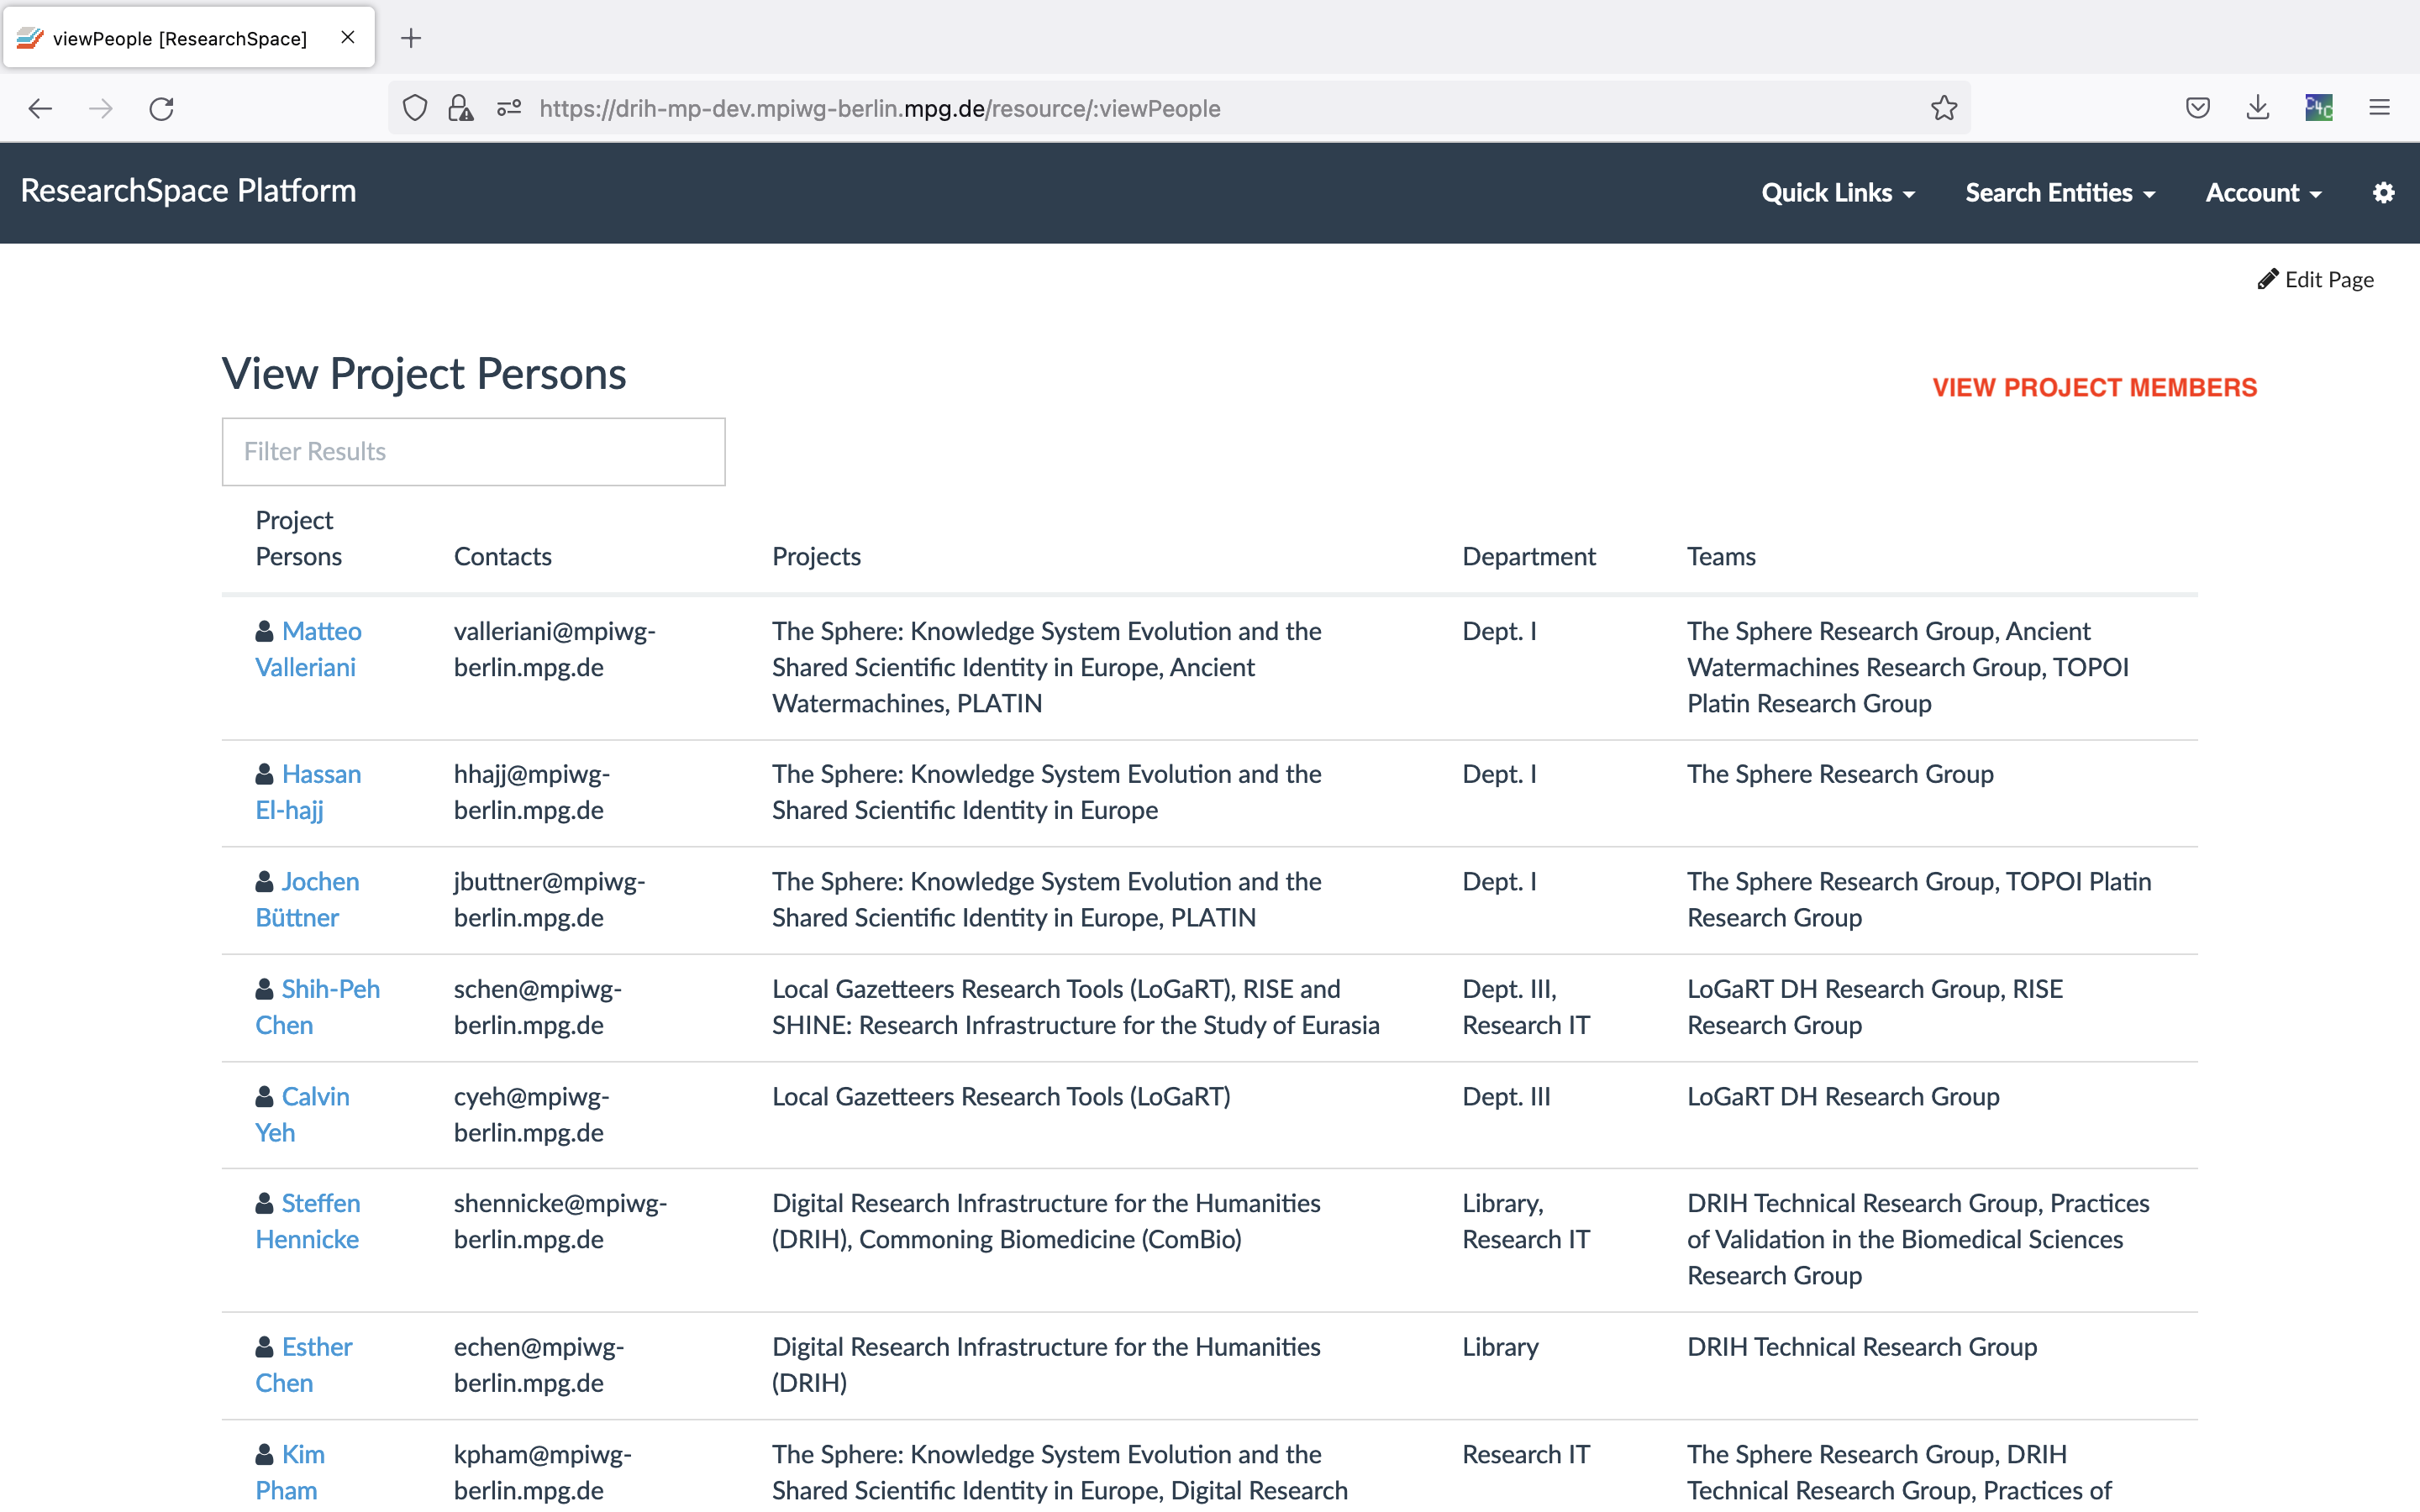 viewPeople [ResearchSpace]
https://drih-mp-dev.mpiwg-berlin.mpg.de/resource/:viewPeople
ResearchSpace Platform
Quick Links
Search Entities
Account
Edit Page
View Project Persons
VIEW PROJECT MEMBERS
Filter Results
Project
Persons
Contacts
Projects
Department
Teams
Matteo
Valleriani
valleriani@mpiwg-
berlin.mpg.de
The Sphere: Knowledge System Evolution and the
Shared Scientific Identity in Europe, Ancient
Watermachines, PLATIN
Dept. I
The Sphere Research Group, Ancient
Watermachines Research Group, TOPOI
Platin Research Group
Hassan
El-hajj
hhajj@mpiwg-
berlin.mpg.de
The Sphere: Knowledge System Evolution and the
Shared Scientific Identity in Europe
Dept. I
The Sphere Research Group
Jochen
Büttner
jbuttner@mpiwg-
berlin.mpg.de
The Sphere: Knowledge System Evolution and the
Shared Scientific Identity in Europe, PLATIN
Dept. I
The Sphere Research Group, TOPOI Platin
Research Group
Shih-Peh
Chen
schen@mpiwg-
berlin.mpg.de
Local Gazetteers Research Tools (LoGaRT), RISE and
SHINE: Research Infrastructure for the Study of Eurasia
Dept. III,
Research IT
LoGaRT DH Research Group, RISE
Research Group
Calvin
Yeh
cyeh@mpiwg-
berlin.mpg.de
Local Gazetteers Research Tools (LoGaRT)
Dept. III
LoGaRT DH Research Group
Steffen
Hennicke
shennicke@mpiwg-
berlin.mpg.de
Digital Research Infrastructure for the Humanities
(DRIH), Commoning Biomedicine (ComBio)
Library,
Research IT
DRIH Technical Research Group, Practices
of Validation in the Biomedical Sciences
Research Group
Esther
Chen
echen@mpiwg-
berlin.mpg.de
Digital Research Infrastructure for the Humanities
(DRIH)
Library
DRIH Technical Research Group
Kim
Pham
kpham@mpiwg-
berlin.mpg.de
The Sphere: Knowledge System Evolution and the
Shared Scientific Identity in Europe, Digital Research
Research IT
The Sphere Research Group, DRIH
Technical Research Group, Practices of